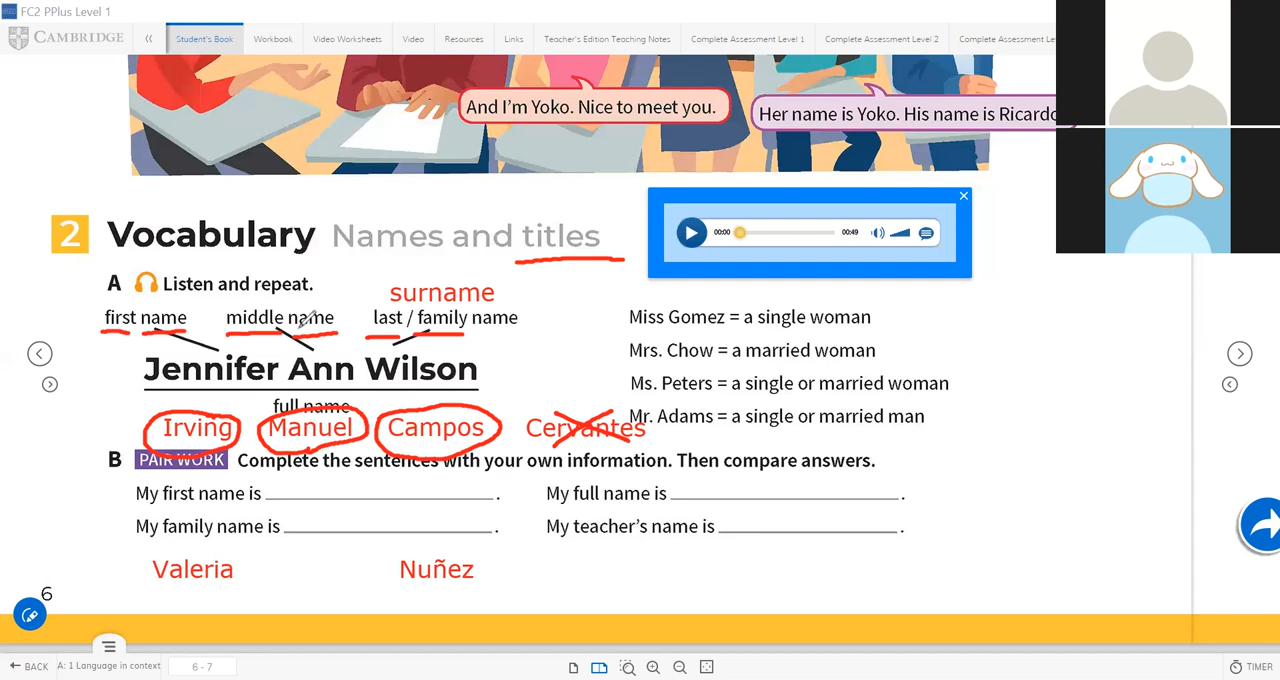 FC2 PPlus Level 1
CAMBRIDGE
Student's Book Workbook Video Worksheets Video Resources Links Teacher's Edition Teaching Notes Complete Assessment Level 1 Complete Assessment Level 2 Complete Assessment Le
And I'm Yoko. Nice to meet you.
Her name is Yoko. His name is Ricardo
2 Vocabulary Names and titles
00:00 00:49
A Listen and repeat.
surname
first name middle name last / family name
Jennifer Ann Wilson
full name
Irving Manuel Campos Cervantes
Miss Gomez = a single woman
Mrs. Chow = a married woman
Ms. Peters = a single or married woman
Mr. Adams = a single or married man
B PAIR WORK Complete the sentences with your own information. Then compare answers.
My first name is ____________ . My full name is ____________ .
My family name is ____________ . My teacher's name is ____________ .
Valeria Nuñez
6
BACK A: 1 Language in context 6 - 7 TIMER